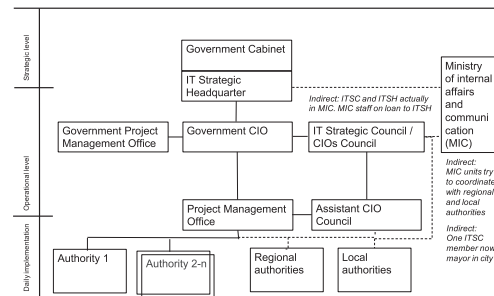 Strategic level
Government Cabinet
IT Strategic
Headquarter
Ministry
of internal
affairs
and
communi
cation
(MIC)
Indirect: ITSC and ITSH actually
in MIC. MIC staff on loan to ITSH
Operational level
Government Project
Management Office
Government CIO
IT Strategic Council /
CIOs Council
Indirect:
MIC units try
to coordinate
with regional
and local
authorities
Project Management
Office
Assistant CIO
Council
Indirect:
One ITSC
member now
mayor in city
Daily implementation
Authority 1
Authority 2-n
Regional
authorities
Local
authorities